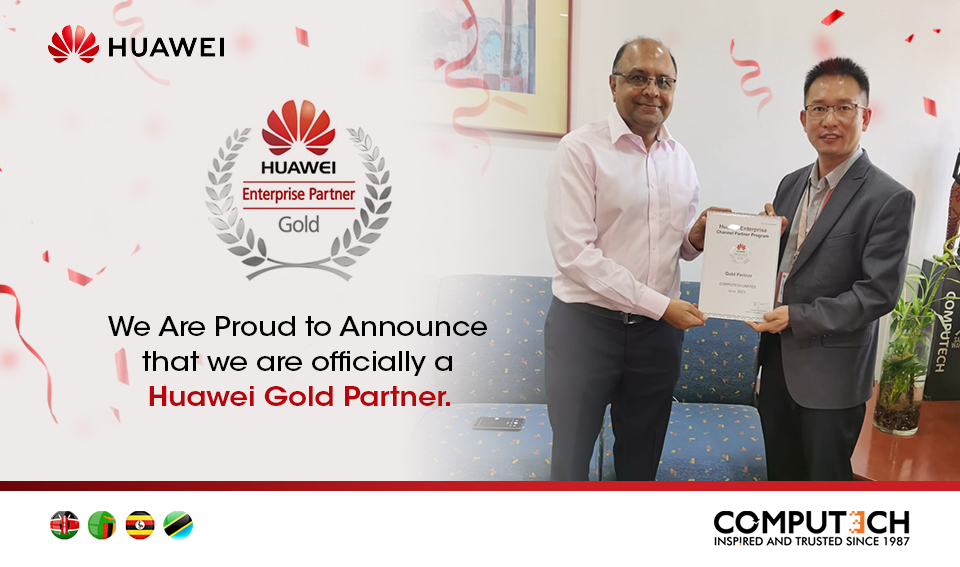 HUAWEI
HUAWEI
Enterprise Partner
Gold
We Are Proud to Announce
that we are officially a
Huawei Gold Partner.
Enterprise
Channel Partner Program
HUAWEI
Gold Partner
COMPUTECH LIMITED
COMPUTECH
COMPUTECH
INSPIRED AND TRUSTED SINCE 1987